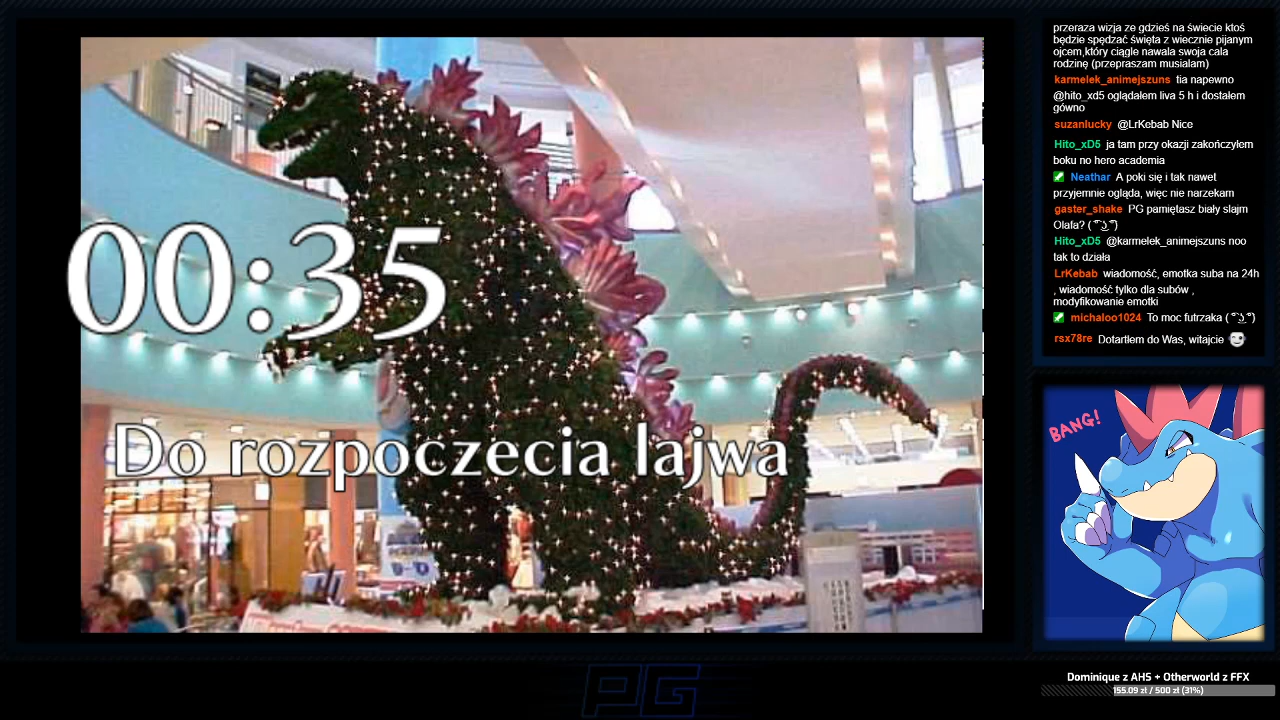 00:35
Do rozpoczecia lajwa
przeraza wizja ze gdzieś na świecie ktoś
będzie spędzać święta z wiecznie pijanym
ojcem,który ciągle nawala swoja cala
rodzinę (przepraszam musialam)
karmelek_animejszuns tia napewno
@hito_xd5 oglądalem liva 5 h i dostałem
gówno
suzanlucky @LrKebab Nice
Hito_xD5 ja tam przy okazji zakończyłem
boku no hero academia
Neathar A poki się i tak nawet
przyjemnie ogląda, więc nie narzekam
gaster_shake PG pamiętasz biały slajm
Olafa? ( ͡° ͜ʖ ͡°)
Hito_xD5 @karmelek_animejszuns noo
tak to działa
LrKebab wiadomość, emotka suba na 24h
, wiadomość tylko dla subów ,
modyfikowanie emotki
michaloo1024 To moc futrzaka ( ͡° ͜ʖ ͡°)
rsx78re Dotarłem do Was, witajcie
BANG!
PG
Dominique z AHS + Otherworld z FFX
155.09 zł / 500 zł (31%)